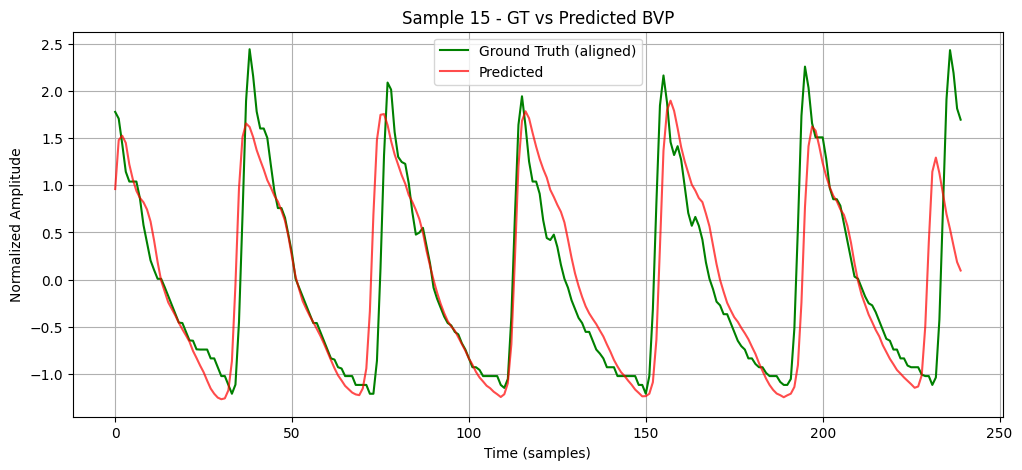 Sample 15 - GT vs Predicted BVP
Ground Truth (aligned)
Predicted
Normalized Amplitude
2.5
2.0
1.5
1.0
0.5
0.0
−0.5
−1.0
0
50
100
150
200
250
Time (samples)